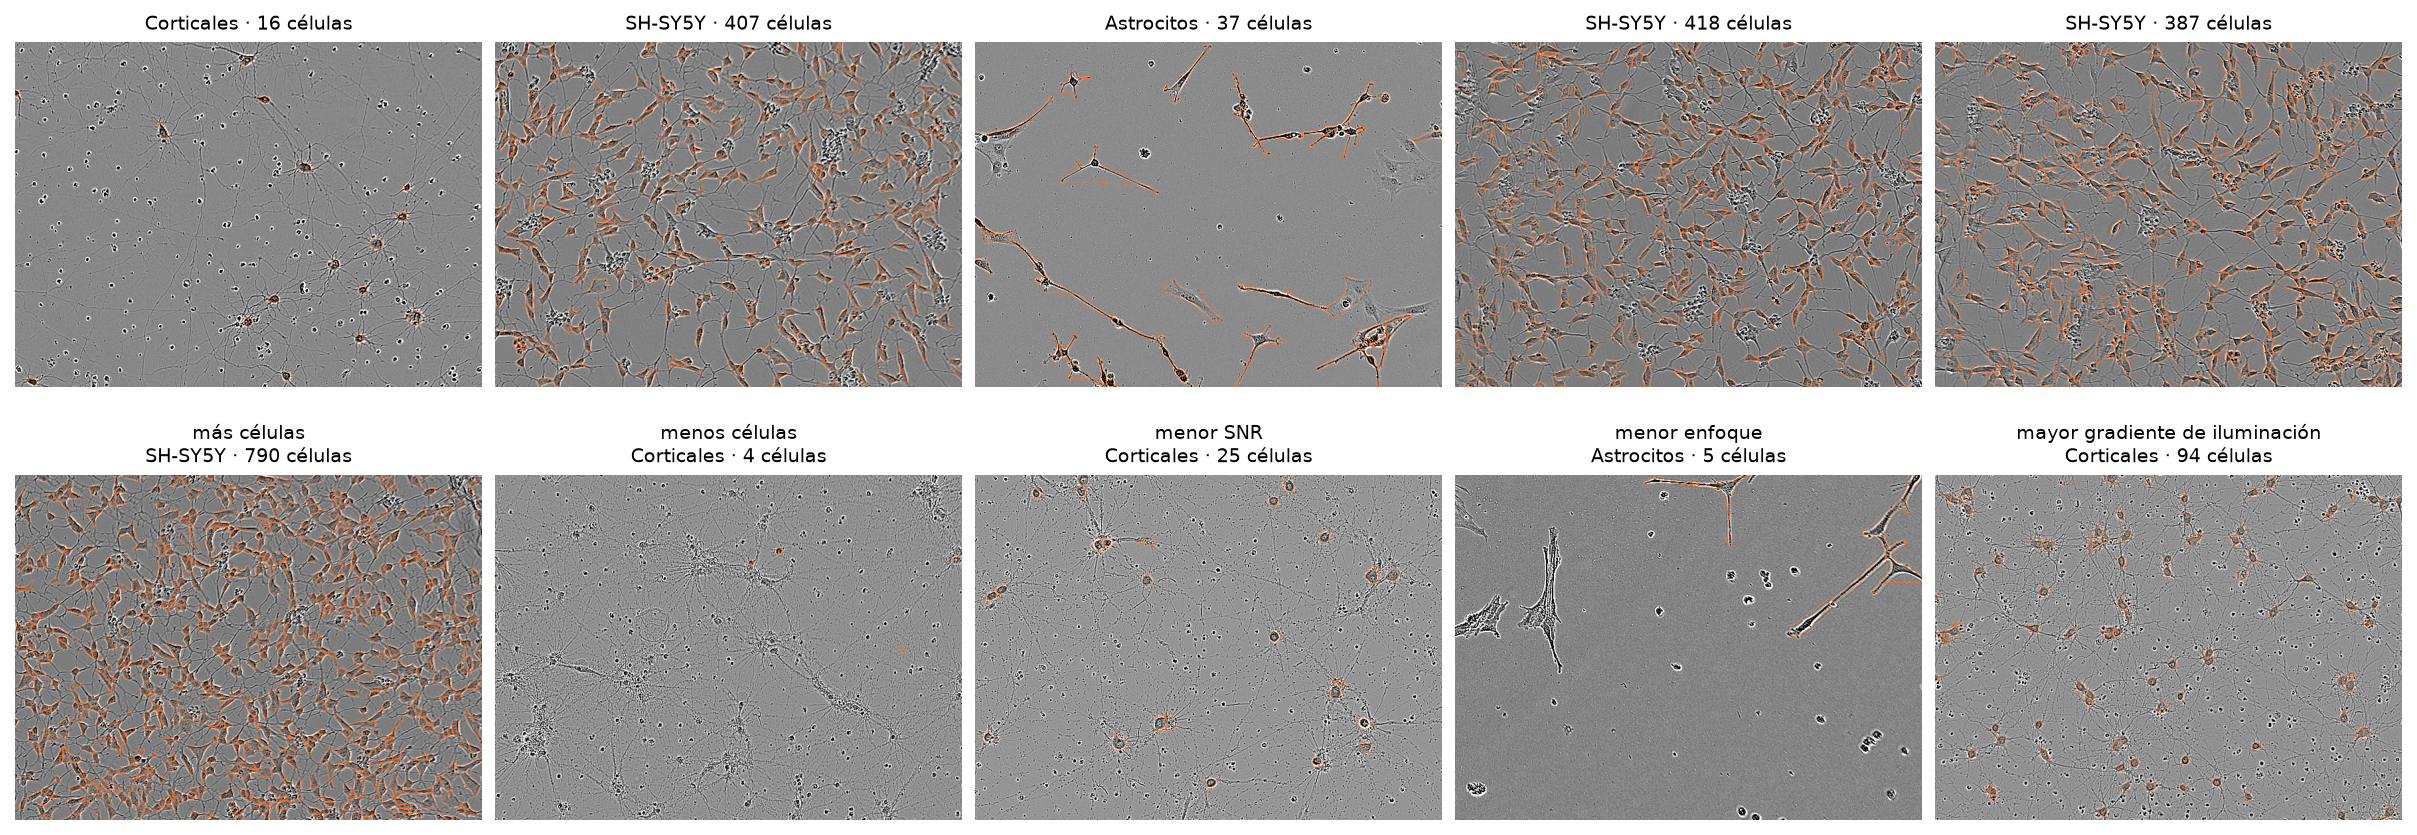 Corticales · 16 células
SH-SY5Y · 407 células
Astrocitos · 37 células
SH-SY5Y · 418 células
SH-SY5Y · 387 células
más células
SH-SY5Y · 790 células
menos células
Corticales · 4 células
menor SNR
Corticales · 25 células
menor enfoque
Astrocitos · 5 células
mayor gradiente de iluminación
Corticales · 94 células